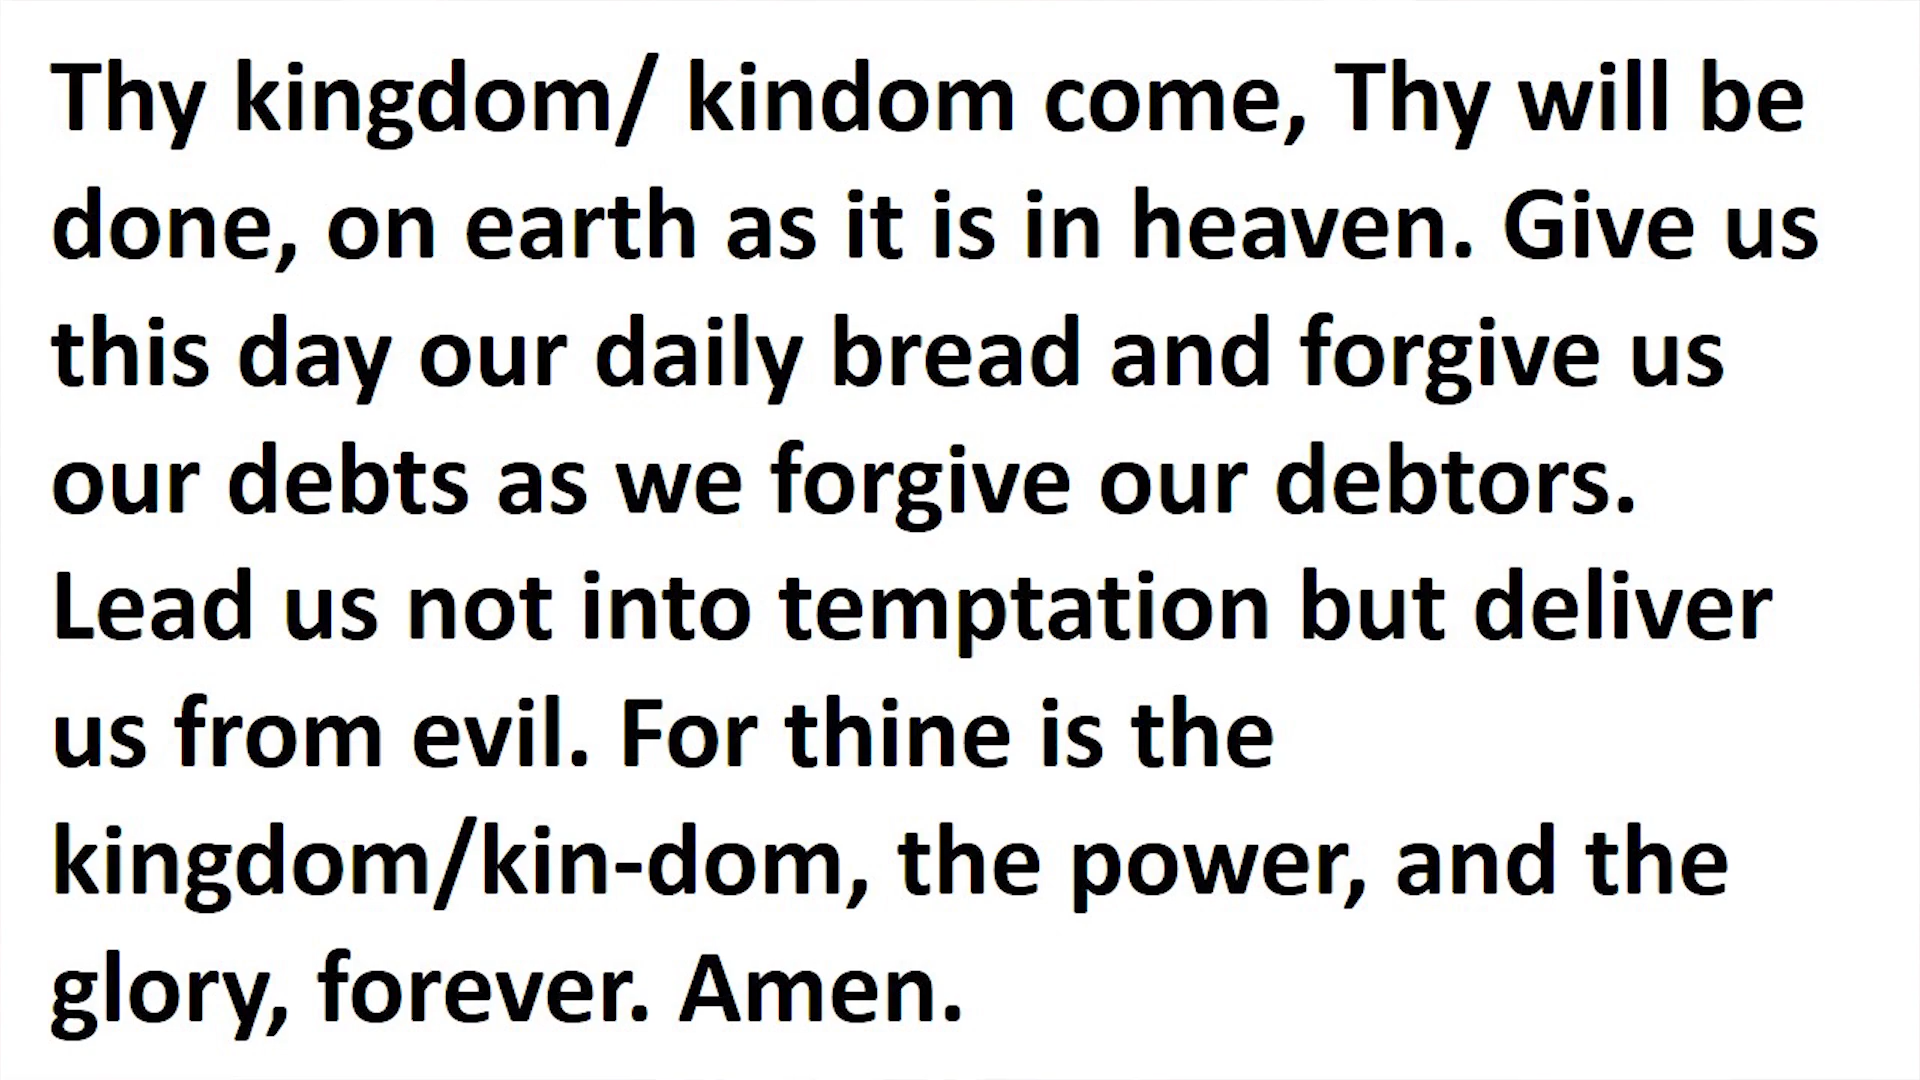 Thy kingdom/ kindom come, Thy will be
done, on earth as it is in heaven. Give us
this day our daily bread and forgive us
our debts as we forgive our debtors.
Lead us not into temptation but deliver
us from evil. For thine is the
kingdom/kin-dom, the power, and the
glory, forever. Amen.